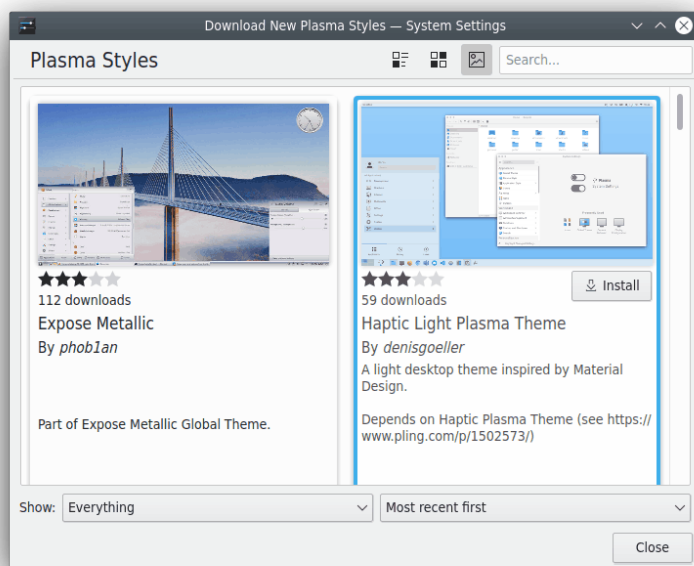 Download New Plasma Styles — System Settings
Plasma Styles
Search...
112 downloads
Expose Metallic
By phob1an
Part of Expose Metallic Global Theme.
59 downloads
Install
Haptic Light Plasma Theme
By denisgoeller
A light desktop theme inspired by Material
Design.
Depends on Haptic Plasma Theme (see https://
www.pling.com/p/1502573/)
Show:
Everything
Most recent first
Close